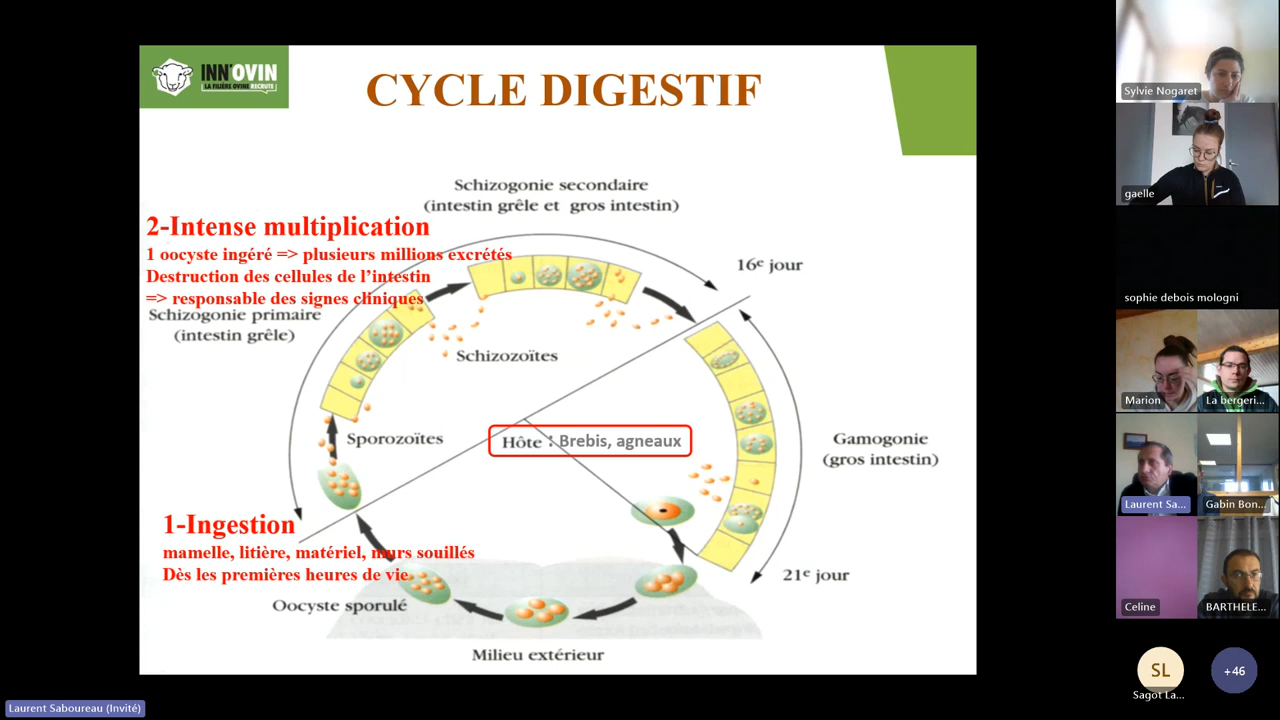 INN'OVIN
LA FILIÈRE OVINE RECRUTE !
CYCLE DIGESTIF
Schizogonie secondaire
(intestin grêle et gros intestin)
2-Intense multiplication
1 oocyste ingéré => plusieurs millions excrétés
Destruction des cellules de l'intestin
=> responsable des signes cliniques
Schizogonie primaire
(intestin grêle)
16e jour
Schizozoïtes
Sporozoïtes
Hôte : Brebis, agneaux
Gamogonie
(gros intestin)
1-Ingestion
mamelle, litière, matériel, murs souillés
Dès les premières heures de vie
21e jour
Oocyste sporulé
Milieu extérieur
Sylvie Nogaret
gaelle
sophie debois mologni
Marion
La bergeri...
Laurent Sa...
Gabin Bon...
Celine
BARTHELE...
SL
Sagot La...
+46
Laurent Saboureau (Invité)